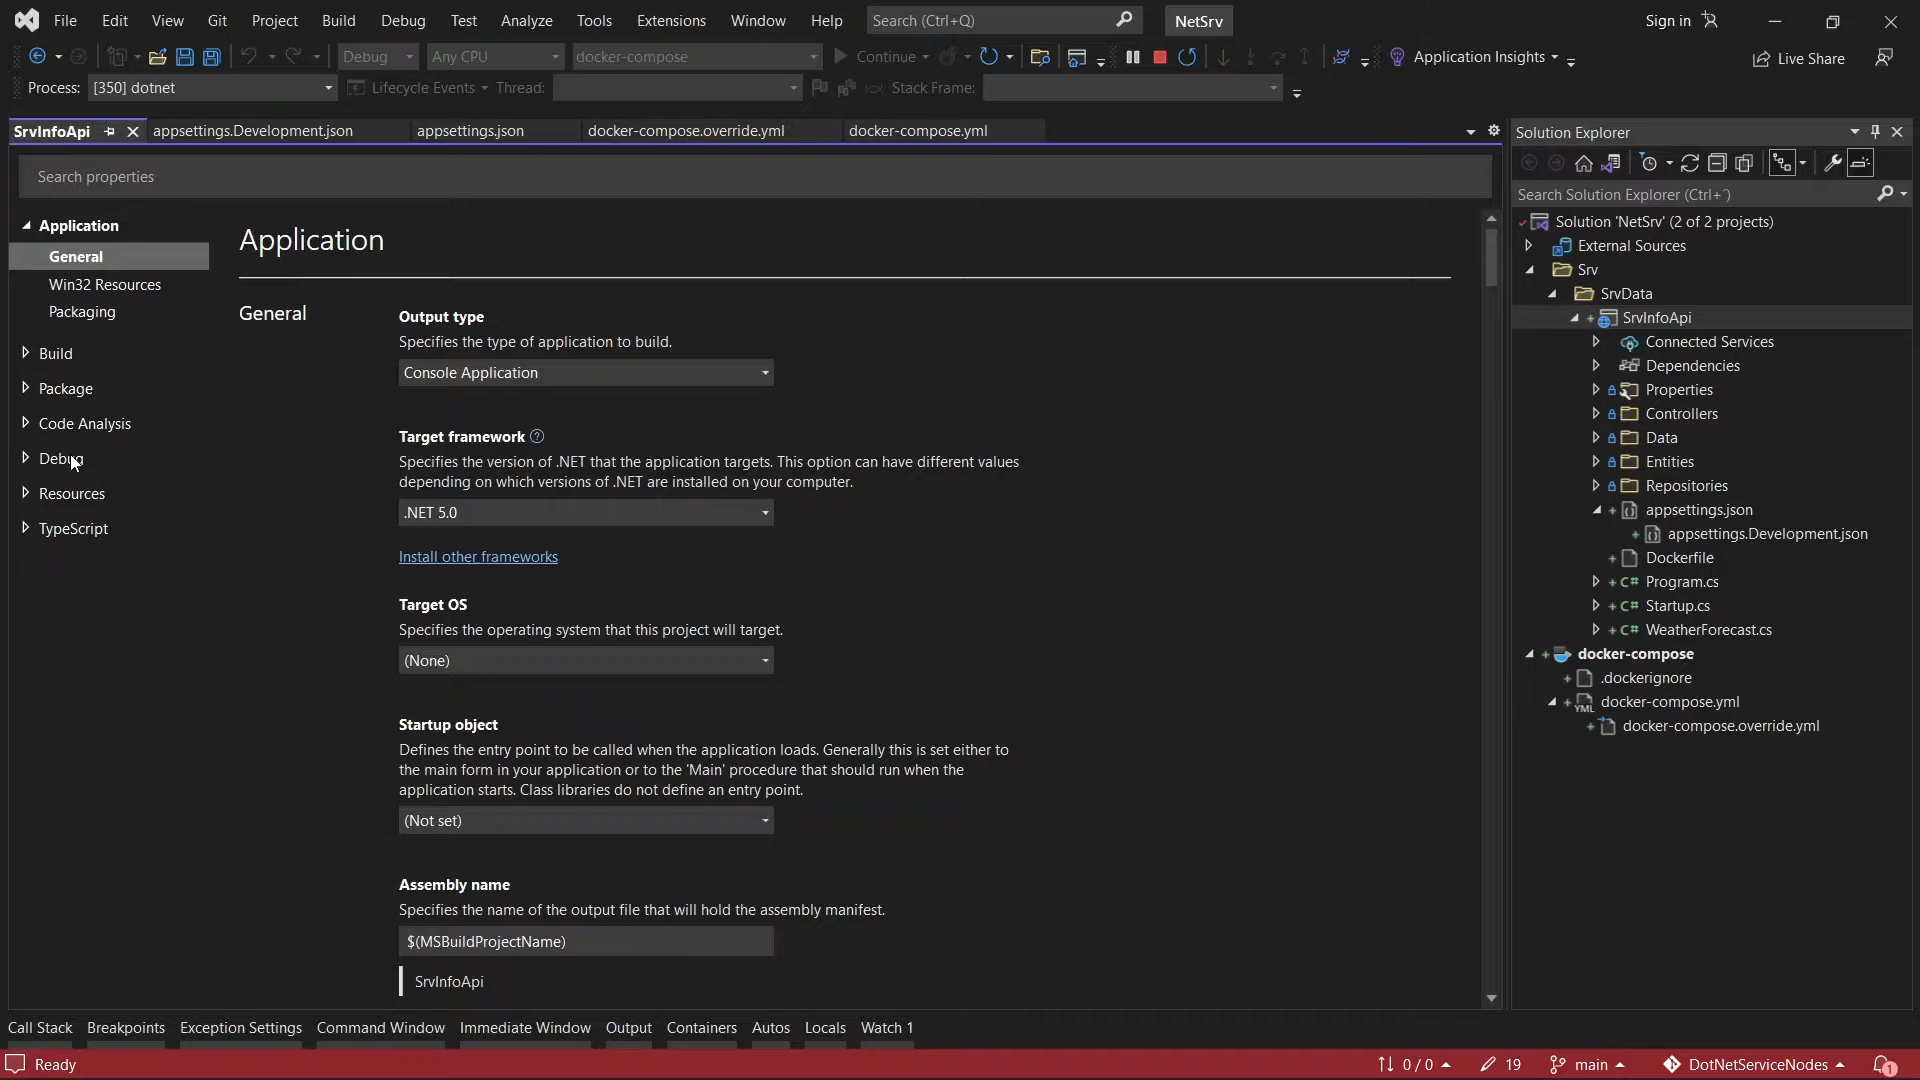 File Edit View Git Project Build Debug Test Analyze Tools Extensions Window Help Search (Ctrl+Q) NetSrv Sign in
Debug Any CPU docker-compose Continue Application Insights Live Share
Process: [350] dotnet Lifecycle Events Thread: Stack Frame:
SrvInfoApi appsettings.Development.json appsettings.json docker-compose.override.yml docker-compose.yml
Search properties
Application
General
Win32 Resources
Packaging
Build
Package
Code Analysis
Debug
Resources
TypeScript
Application
General
Output type
Specifies the type of application to build.
Console Application
Target framework
Specifies the version of .NET that the application targets. This option can have different values
depending on which versions of .NET are installed on your computer.
.NET 5.0
Install other frameworks
Target OS
Specifies the operating system that this project will target.
(None)
Startup object
Defines the entry point to be called when the application loads. Generally this is set either to
the main form in your application or to the 'Main' procedure that should run when the
application starts. Class libraries do not define an entry point.
(Not set)
Assembly name
Specifies the name of the output file that will hold the assembly manifest.
$(MSBuildProjectName)
SrvInfoApi
Solution Explorer
Search Solution Explorer (Ctrl+¨)
Solution 'NetSrv' (2 of 2 projects)
External Sources
Srv
SrvData
SrvInfoApi
Connected Services
Dependencies
Properties
Controllers
Data
Entities
Repositories
appsettings.json
appsettings.Development.json
Dockerfile
C# Program.cs
C# Startup.cs
C# WeatherForecast.cs
docker-compose
.dockerignore
YML docker-compose.yml
docker-compose.override.yml
Call Stack Breakpoints Exception Settings Command Window Immediate Window Output Containers Autos Locals Watch 1
Ready 0 / 0 19 main DotNetServiceNodes 1